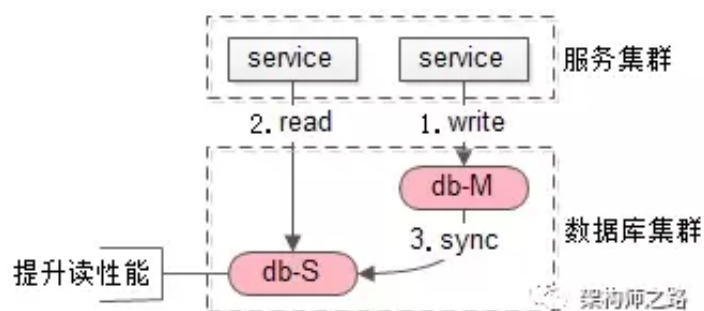 service
service
服务集群
2. read
1. write
db-M
3. sync
数据库集群
提升读性能
db-S
架构师之路